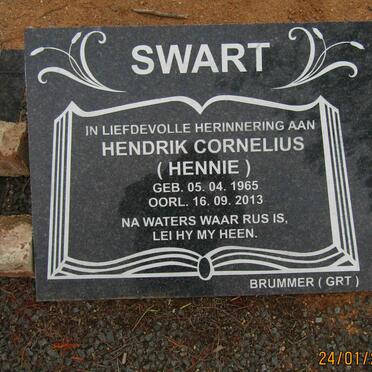 SWART
IN LIEFDEVOLLE HERINNERING AAN
HENDRIK CORNELIUS
( HENNIE )
GEB. 05. 04. 1965
OORL. 16. 09. 2013
NA WATERS WAAR RUS IS,
LEI HY MY HEEN.
BRUMMER ( GRT )
24/01/